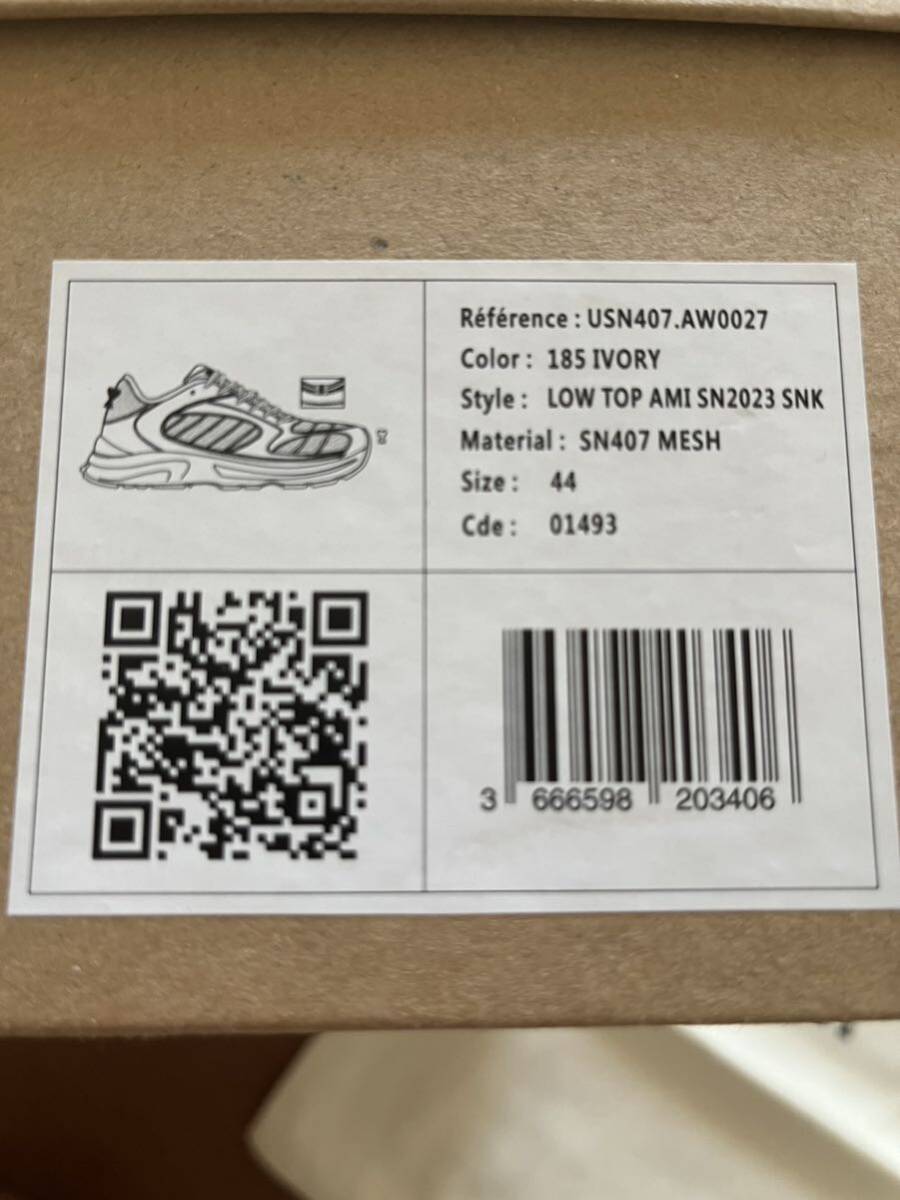 Référence : USN407.AW0027
Color : 185 IVORY
Style : LOW TOP AMI SN2023 SNK
Material : SN407 MESH
Size : 44
Cde : 01493
3 666598 203406